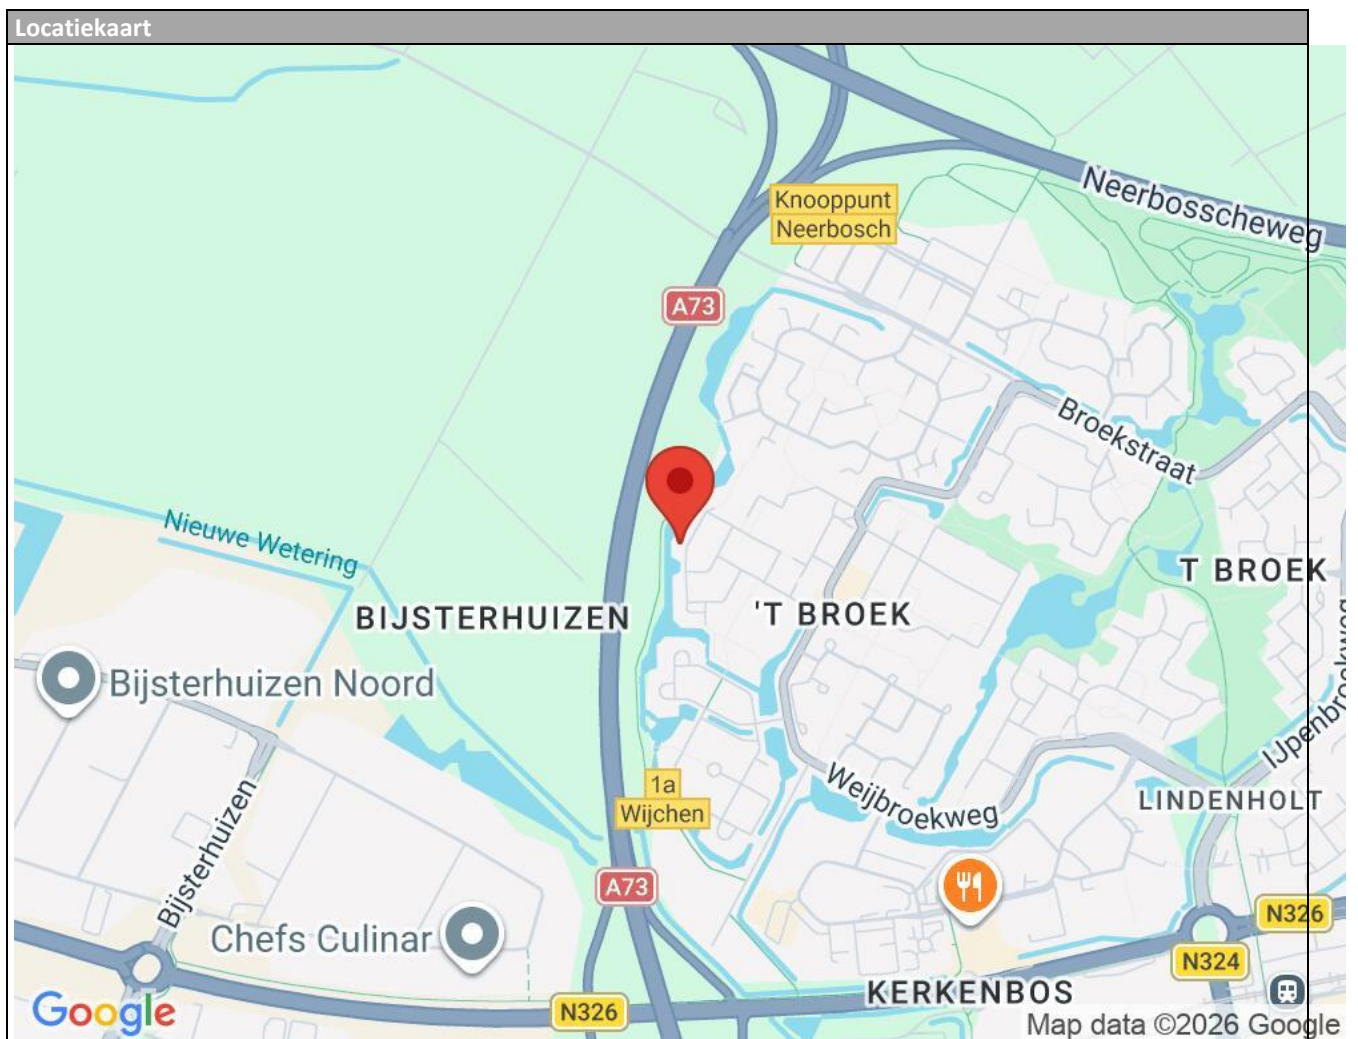 Locatiekaart
Neerbosscheweg
Knooppunt
Neerbosch
A73
Broekstraat
Nieuwe Wetering
T BROEK
BIJSTERHUIZEN
'T BROEK
Bijsterhuizen Noord
IJpenbroekweg
1a
Wijchen
Weijbroekweg
LINDENHOLT
Bijsterhuizen
A73
N326
Chefs Culinar
N324
KERKENBOS
N326
Google
Map data ©2026 Google